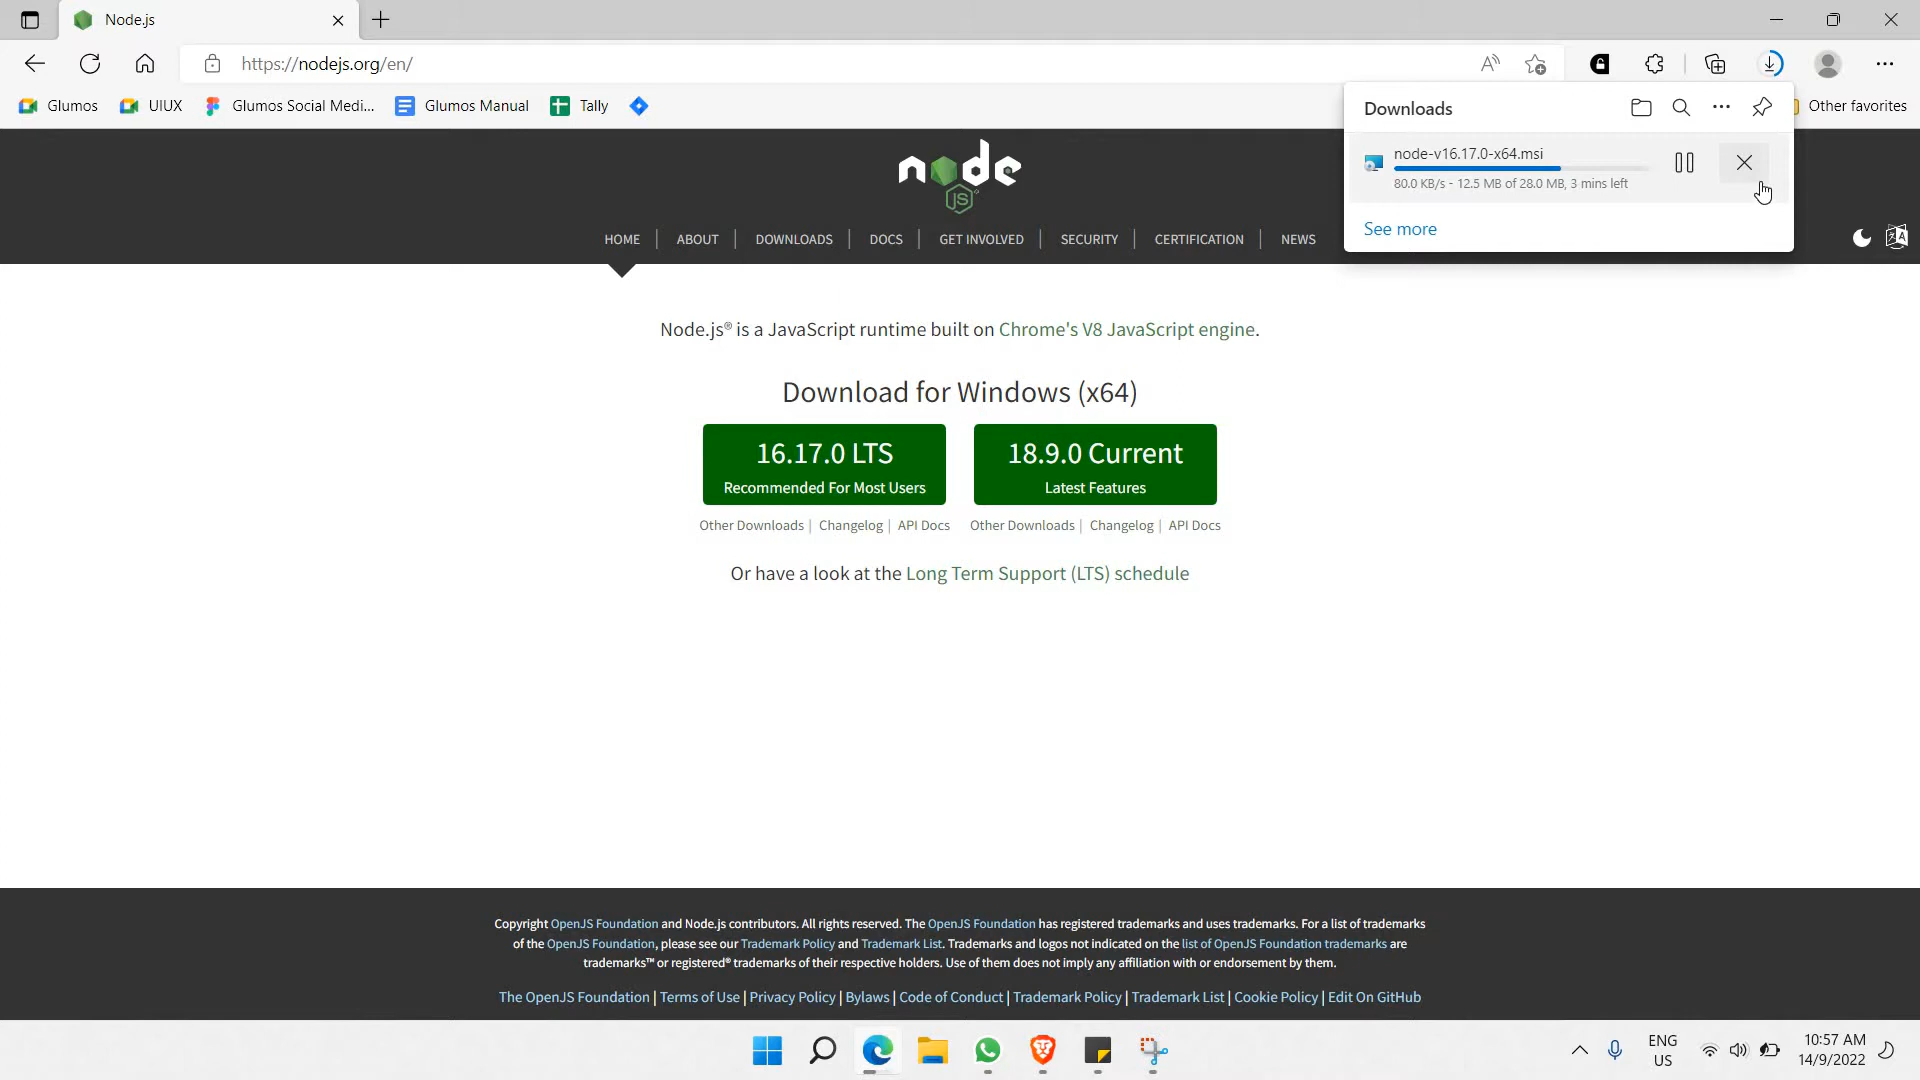 Node.js
https://nodejs.org/en/
Glumos
UIUX
Glumos Social Medi...
Glumos Manual
Tally
Other favorites
Downloads
node-v16.17.0-x64.msi
80.0 KB/s - 12.5 MB of 28.0 MB, 3 mins left
See more
node
JS
HOME
ABOUT
DOWNLOADS
DOCS
GET INVOLVED
SECURITY
CERTIFICATION
NEWS
Node.js® is a JavaScript runtime built on Chrome's V8 JavaScript engine.
Download for Windows (x64)
16.17.0 LTS
Recommended For Most Users
18.9.0 Current
Latest Features
Other Downloads | Changelog | API Docs
Other Downloads | Changelog | API Docs
Or have a look at the Long Term Support (LTS) schedule
Copyright OpenJS Foundation and Node.js contributors. All rights reserved. The OpenJS Foundation has registered trademarks and uses trademarks. For a list of trademarks
of the OpenJS Foundation, please see our Trademark Policy and Trademark List. Trademarks and logos not indicated on the list of OpenJS Foundation trademarks are
trademarks™ or registered® trademarks of their respective holders. Use of them does not imply any affiliation with or endorsement by them.
The OpenJS Foundation | Terms of Use | Privacy Policy | Bylaws | Code of Conduct | Trademark Policy | Trademark List | Cookie Policy | Edit On GitHub
ENG
US
10:57 AM
14/9/2022